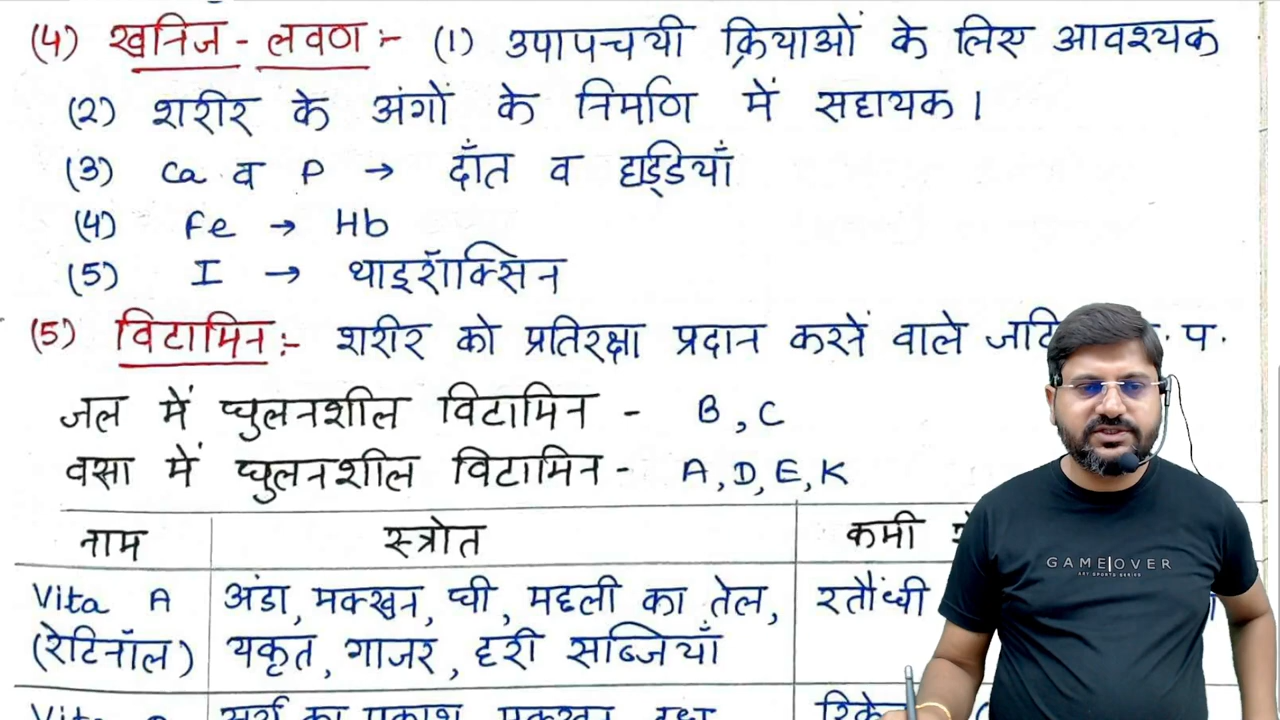 (4) खनिज - लवण :- (1) उपापचयी क्रियाओं के लिए आवश्यक
(2) शरीर के अंगों के निर्माण में सहायक।
(3) Ca व P → दाँत व हड्डियाँ
(4) Fe → Hb
(5) I → थाइरॉक्सिन
(5) विटामिन :- शरीर को प्रतिरक्षा प्रदान करने वाले प.
जल में घुलनशील विटामिन - B, C
वसा में घुलनशील विटामिन - A, D, E, K
नाम स्त्रोत कमी
Vita A अंडा, मक्खन, घी, मछली का तेल, रतौंधी
(रेटिनॉल) यकृत, गाजर, हरी सब्जियाँ
GAME OVER